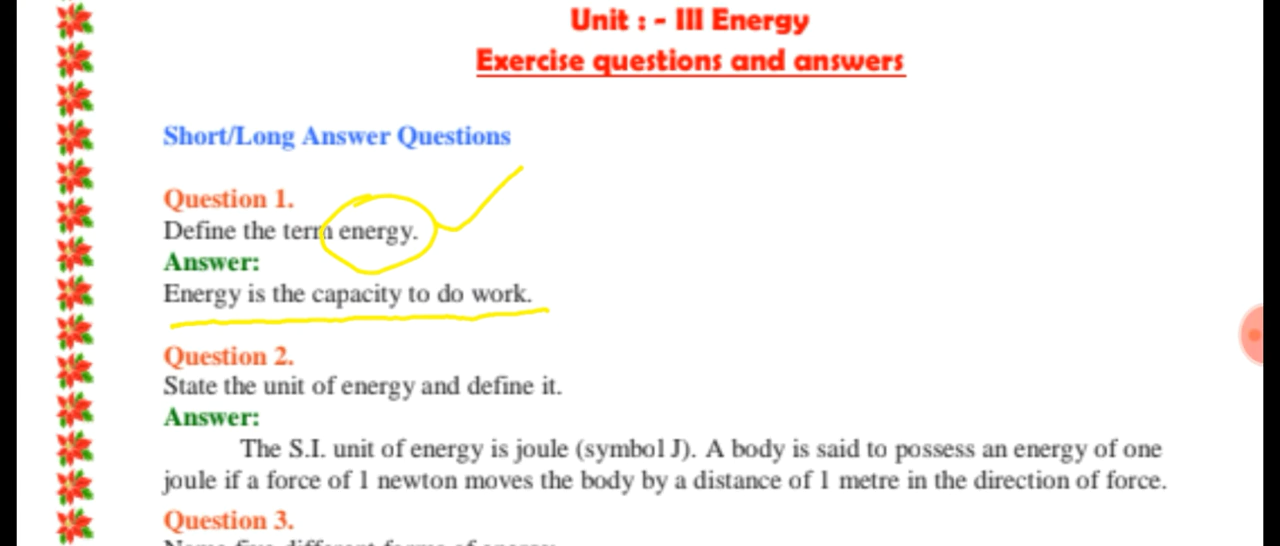 Unit : - III Energy
Exercise questions and answers
Short/Long Answer Questions
Question 1.
Define the term energy.
Answer:
Energy is the capacity to do work.
Question 2.
State the unit of energy and define it.
Answer:
The S.I. unit of energy is joule (symbol J). A body is said to possess an energy of one
joule if a force of 1 newton moves the body by a distance of 1 metre in the direction of force.
Question 3.